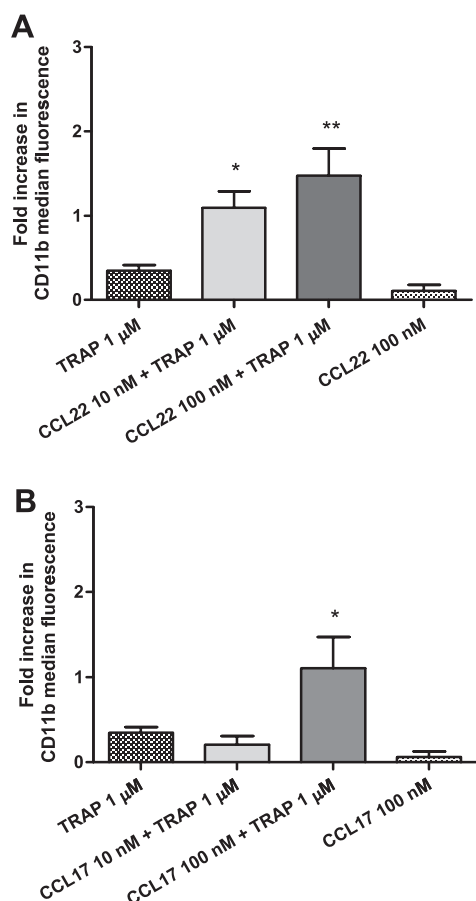 A
Fold increase in
CD11b median fluorescence
3
2
1
0
*
**
TRAP 1 µM
CCL22 10 nM + TRAP 1 µM
CCL22 100 nM + TRAP 1 µM
CCL22 100 nM
B
Fold increase in
CD11b median fluorescence
3
2
1
0
*
TRAP 1 µM
CCL17 10 nM + TRAP 1 µM
CCL17 100 nM + TRAP 1 µM
CCL17 100 nM